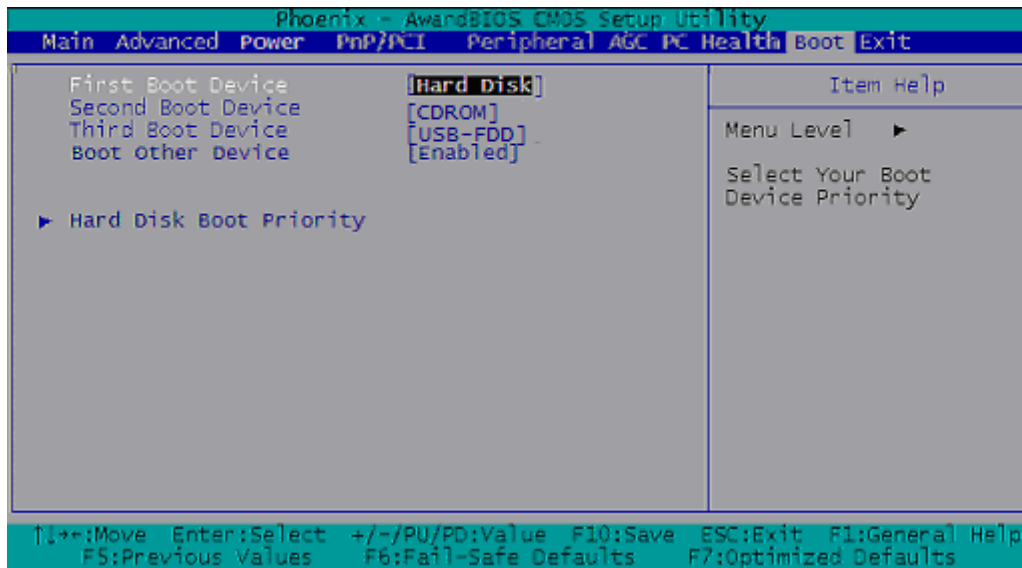 Phoenix - AwardBIOS CMOS Setup Utility
Main Advanced Power PnP/PCI Peripheral AGC PC Health Boot Exit
First Boot Device [Hard Disk]
Second Boot Device [CDROM]
Third Boot Device [USB-FDD]
Boot Other Device [Enabled]
► Hard Disk Boot Priority
Item Help
Menu Level ►
Select Your Boot
Device Priority
↑↓→←:Move Enter:Select +/-/PU/PD:Value F10:Save ESC:Exit F1:General Help
F5:Previous Values F6:Fail-Safe Defaults F7:Optimized Defaults